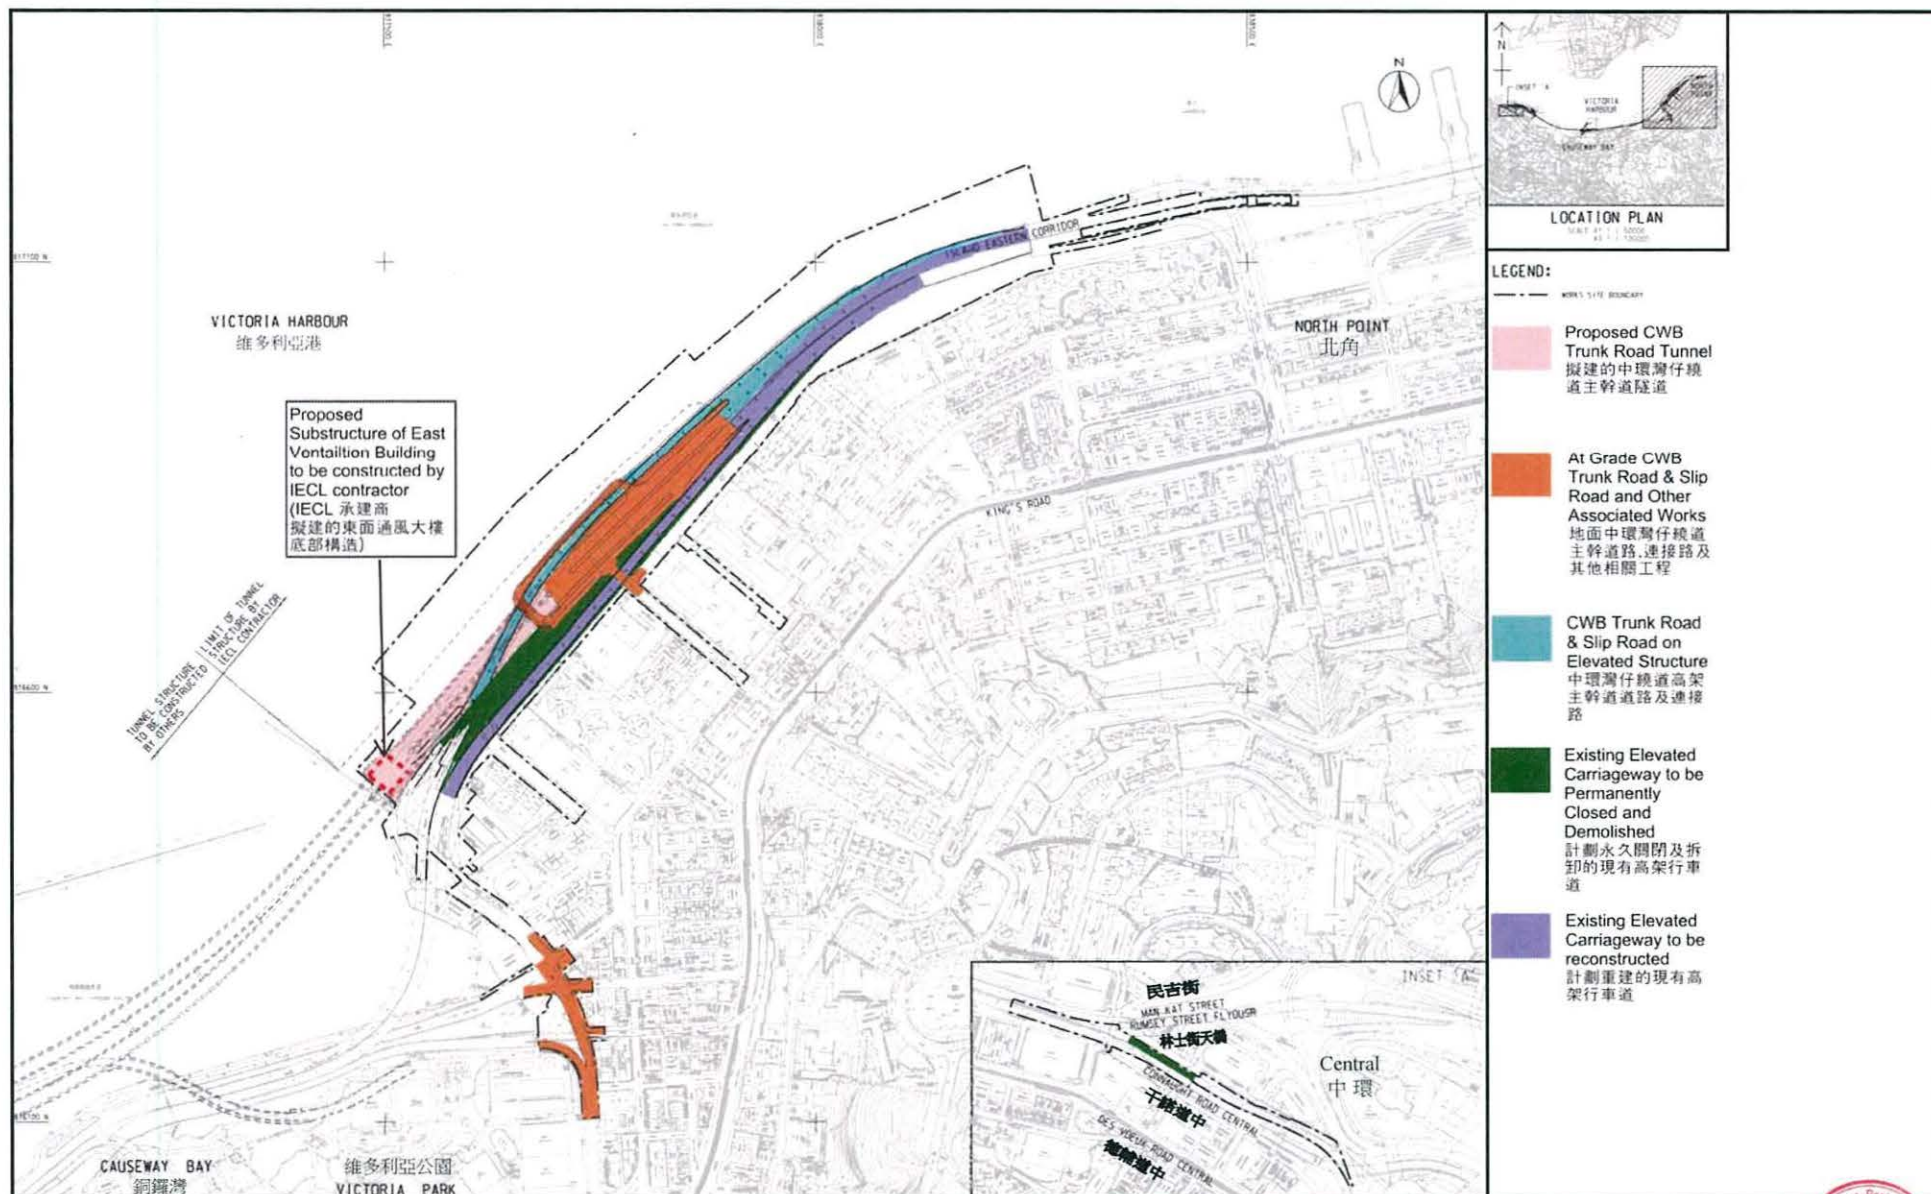 N
VICTORIA HARBOUR
維多利亞港
ISLAND EASTERN CORRIDOR
NORTH POINT
北角
KING'S ROAD
Proposed
Substructure of East
Ventailtion Building
to be constructed by
IECL contractor
(IECL 承建商
擬建的東面通風大樓
底部構造)
TUNNEL STRUCTURE
TO BE CONSTRUCTED
BY OTHERS
LIMIT OF TUNNEL
STRUCTURE BY
IECL CONTRACTOR
CAUSEWAY BAY
銅鑼灣
維多利亞公園
VICTORIA PARK
INSET 'A'
民吉街
MAN KAT STREET
RUMSEY STREET FLYOUSR
林士街天橋
Central
中環
CONNAUGHT ROAD CENTRAL
干諾道中
DES VOEUX ROAD CENTRAL
德輔道中
N
INSET 'A'
VICTORIA
HARBOUR
NORTH
POINT
CAUSEWAY BAY
LOCATION PLAN
LEGEND:
WORKS SITE BOUNDARY
Proposed CWB
Trunk Road Tunnel
擬建的中環灣仔繞
道主幹道隧道
At Grade CWB
Trunk Road & Slip
Road and Other
Associated Works
地面中環灣仔繞道
主幹道路,連接路及
其他相關工程
CWB Trunk Road
& Slip Road on
Elevated Structure
中環灣仔繞道高架
主幹道道路及連接
路
Existing Elevated
Carriageway to be
Permanently
Closed and
Demolished
計劃永久關閉及拆
卸的現有高架行車
道
Existing Elevated
Carriageway to be
reconstructed
計劃重建的現有高
架行車道